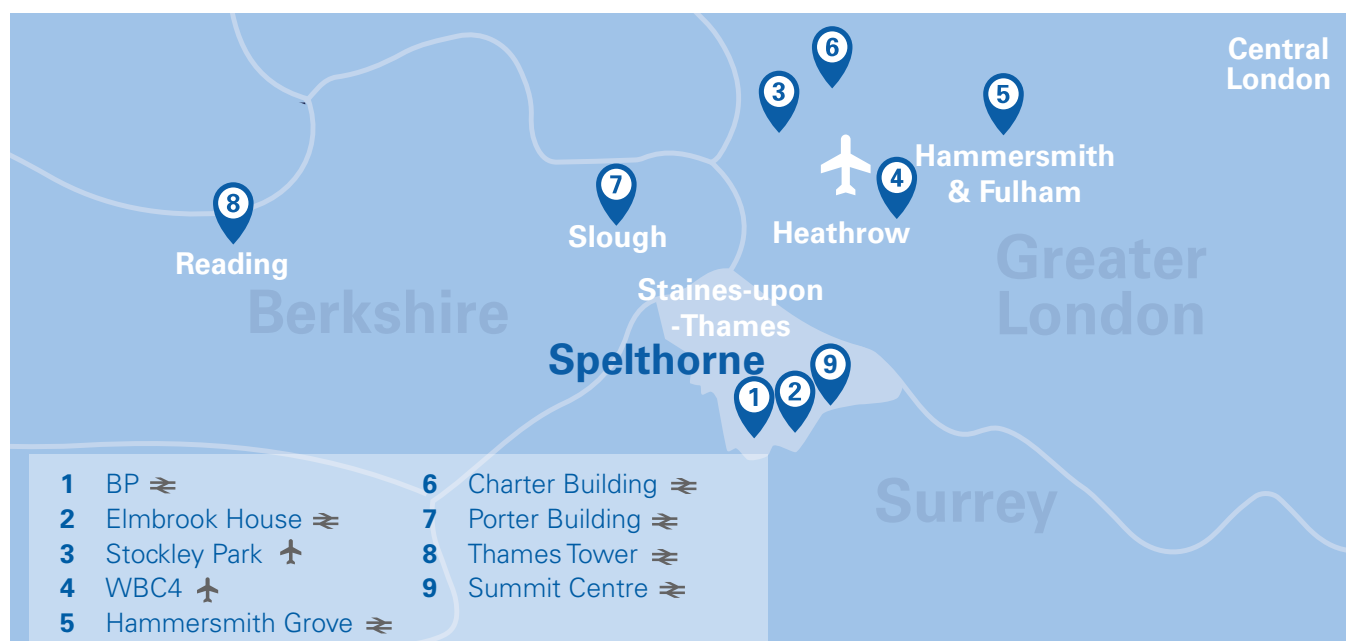 6
Central
London
3
5
Hammersmith
& Fulham
4
7
8
Slough
Heathrow
Reading
Greater
London
Berkshire
Staines-upon
-Thames
Spelthorne
9
2
1
Surrey
1 BP
2 Elmbrook House
3 Stockley Park
4 WBC4
5 Hammersmith Grove
6 Charter Building
7 Porter Building
8 Thames Tower
9 Summit Centre